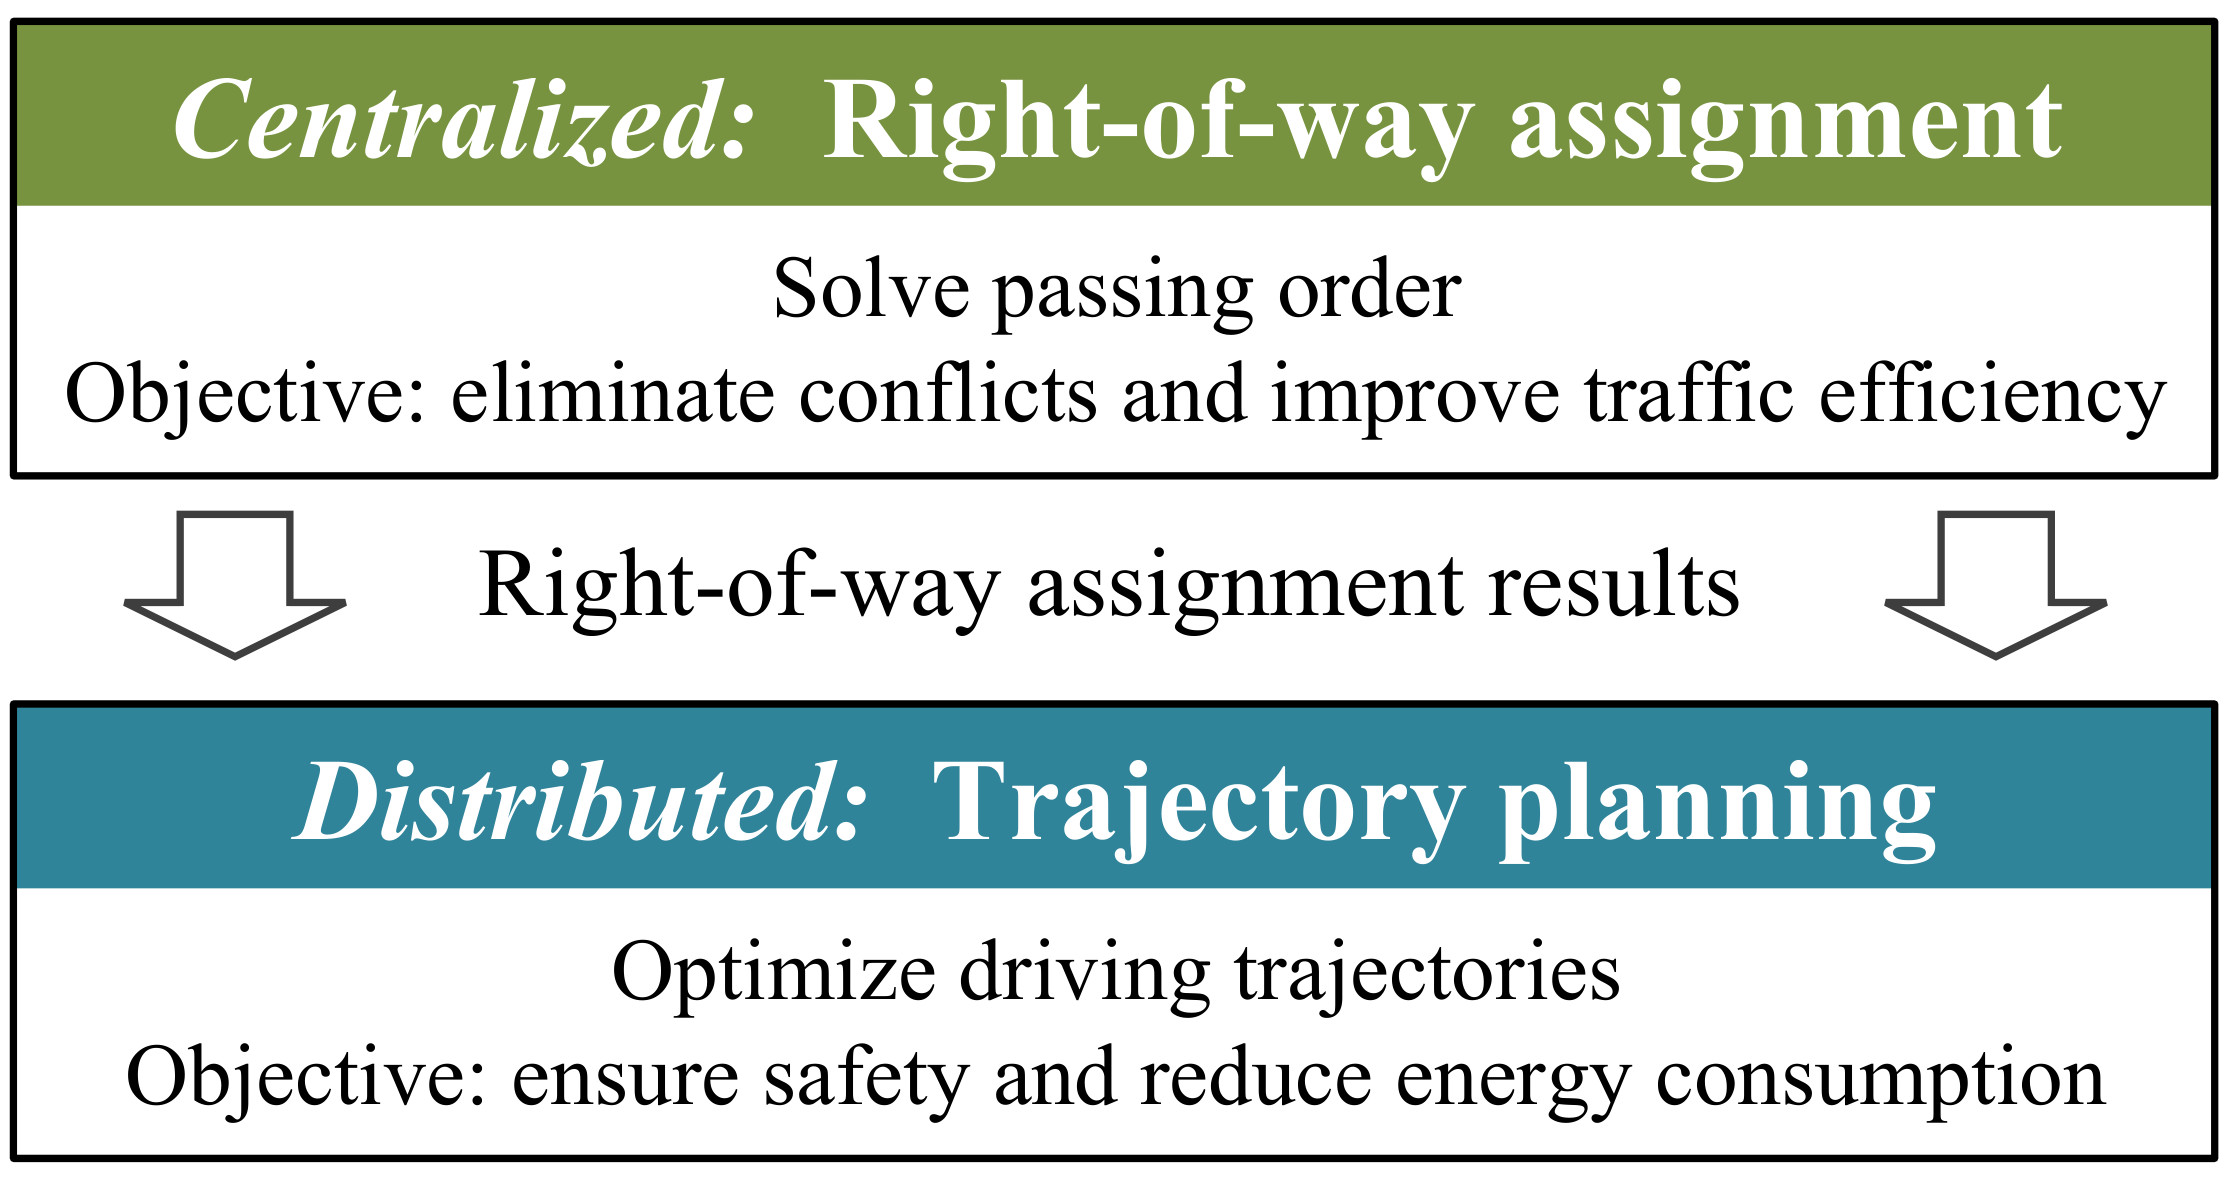 Centralized: Right-of-way assignment
Solve passing order
Objective: eliminate conflicts and improve traffic efficiency
Right-of-way assignment results
Distributed: Trajectory planning
Optimize driving trajectories
Objective: ensure safety and reduce energy consumption